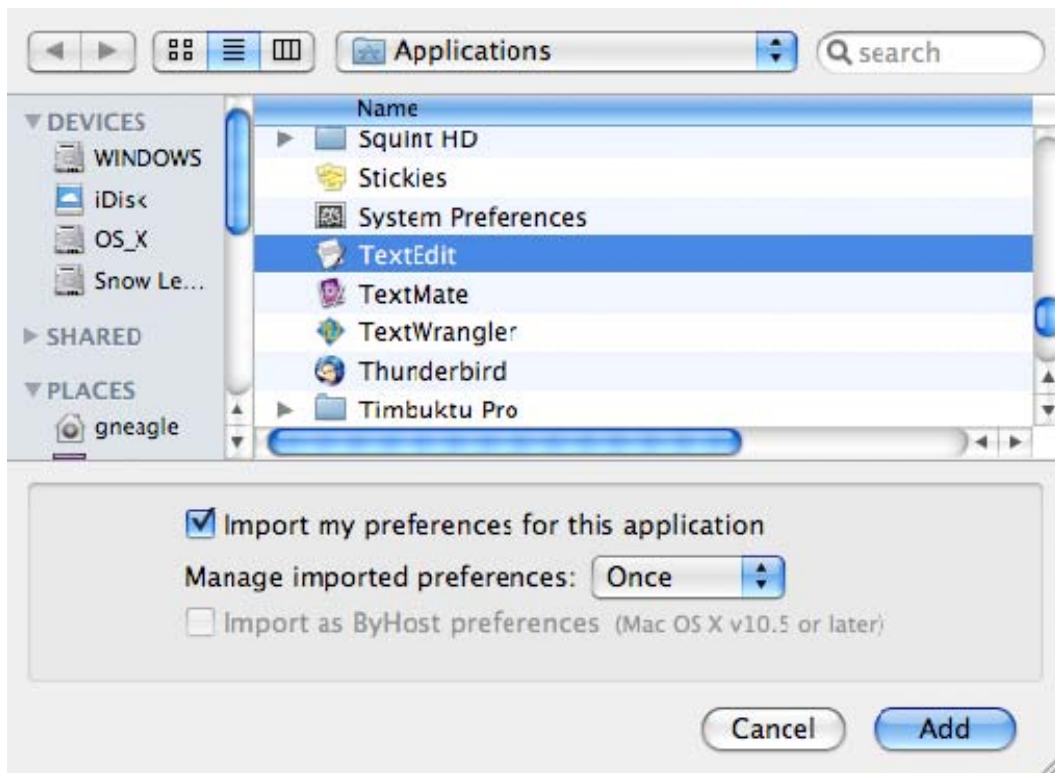 Applications
search
DEVICES
WINDOWS
iDisk
OS_X
Snow Le...
SHARED
PLACES
gneagle
Name
Squint HD
Stickies
System Preferences
TextEdit
TextMate
TextWrangler
Thunderbird
Timbuktu Pro
Import my preferences for this application
Manage imported preferences: Once
Import as ByHost preferences (Mac OS X v10.5 or later)
Cancel
Add